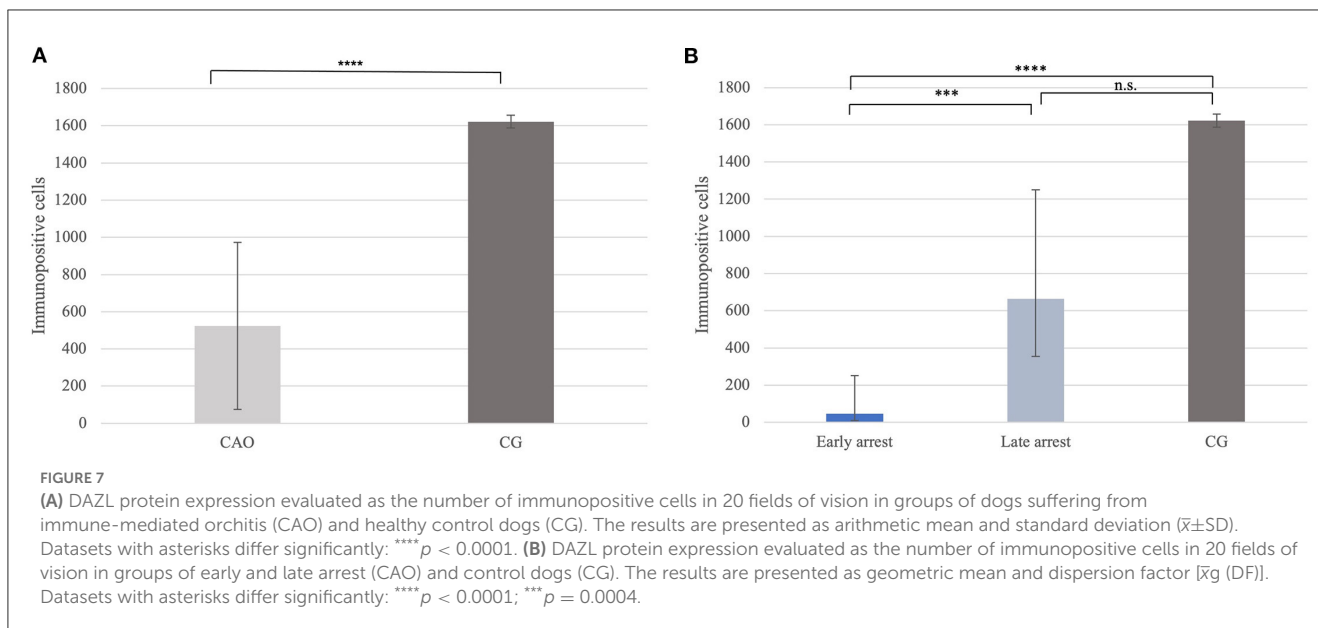 A
****
1800
1600
1400
1200
1000
800
600
400
200
0
Immunopositive cells
CAO CG
B
****
***
n.s.
1800
1600
1400
1200
1000
800
600
400
200
0
Immunopositive cells
Early arrest Late arrest CG
FIGURE 7
(A) DAZL protein expression evaluated as the number of immunopositive cells in 20 fields of vision in groups of dogs suffering from
immune-mediated orchitis (CAO) and healthy control dogs (CG). The results are presented as arithmetic mean and standard deviation (x̅±SD).
Datasets with asterisks differ significantly: ****p < 0.0001. (B) DAZL protein expression evaluated as the number of immunopositive cells in 20 fields of
vision in groups of early and late arrest (CAO) and control dogs (CG). The results are presented as geometric mean and dispersion factor [x̅g (DF)].
Datasets with asterisks differ significantly: ****p < 0.0001; ***p = 0.0004.